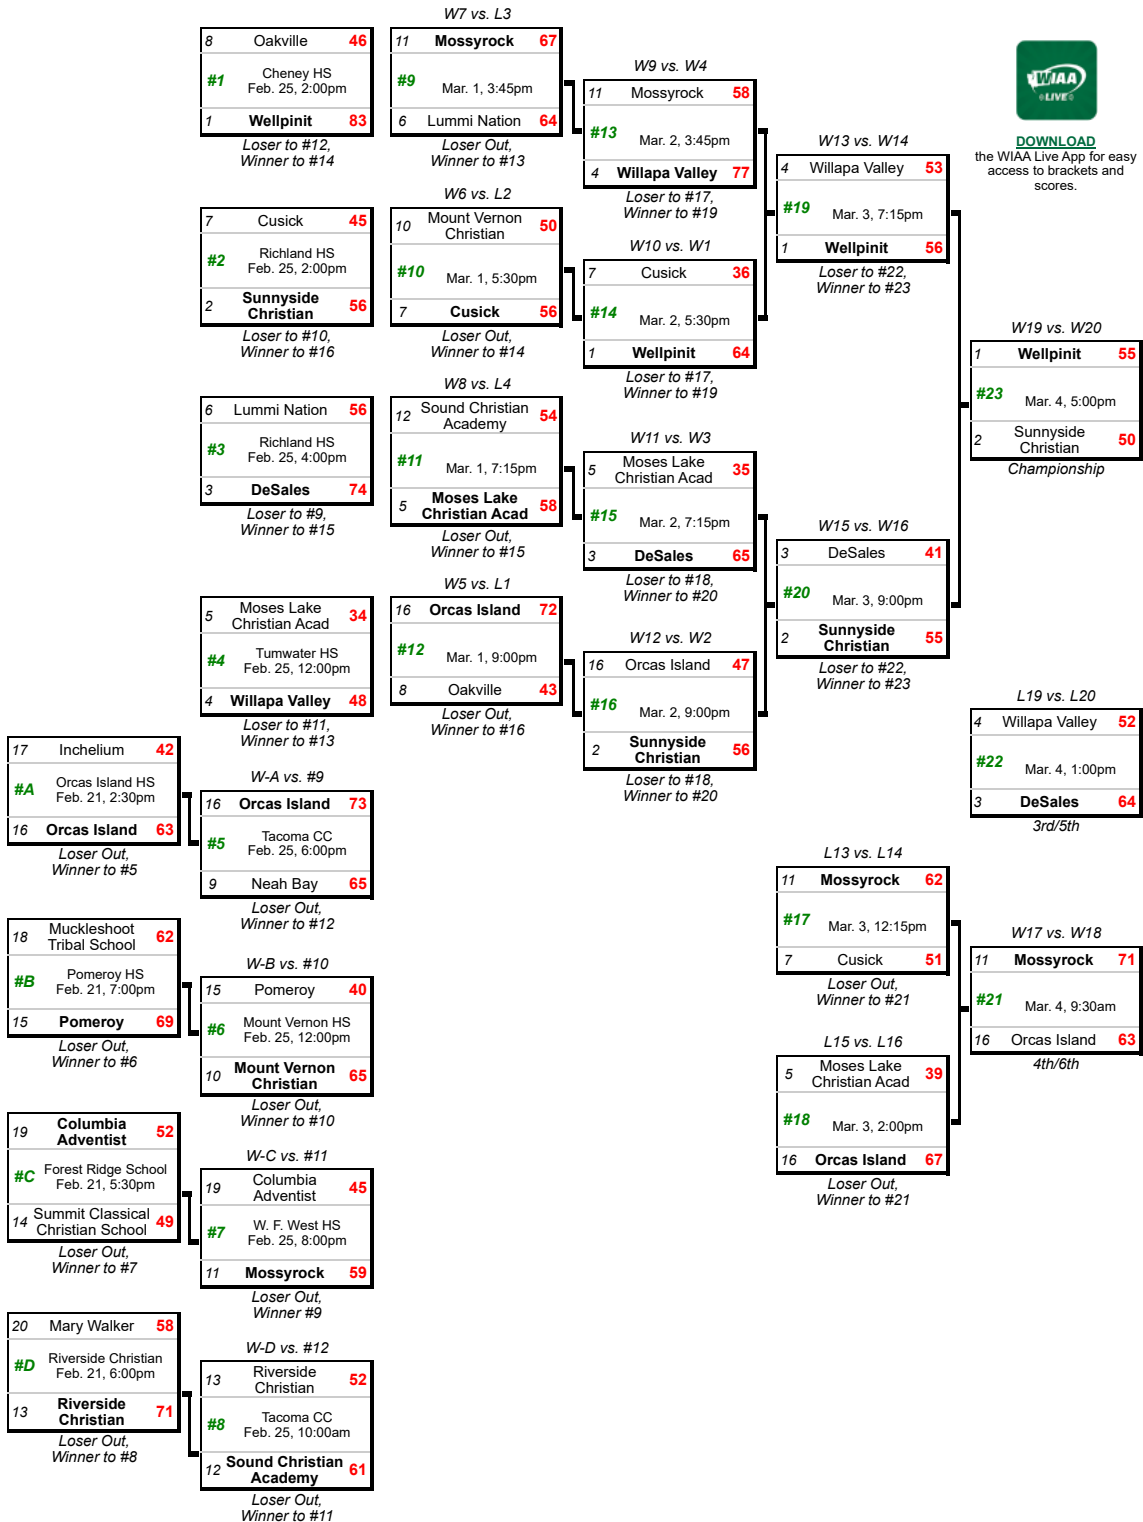 W7 vs. L3
8 Oakville 46
#1 Cheney HS
Feb. 25, 2:00pm
1 Wellpinit 83
Loser to #12,
Winner to #14
11 Mossyrock 67
#9 Mar. 1, 3:45pm
6 Lummi Nation 64
Loser Out,
Winner to #13
W9 vs. W4
11 Mossyrock 58
#13 Mar. 2, 3:45pm
4 Willapa Valley 77
Loser to #17,
Winner to #19
W13 vs. W14
4 Willapa Valley 53
#19 Mar. 3, 7:15pm
1 Wellpinit 56
Loser to #22,
Winner to #23
WIAA
LIVE
DOWNLOAD
the WIAA Live App for easy
access to brackets and
scores.
7 Cusick 45
#2 Richland HS
Feb. 25, 2:00pm
2 Sunnyside
Christian 56
Loser to #10,
Winner to #16
W6 vs. L2
10 Mount Vernon
Christian 50
#10 Mar. 1, 5:30pm
7 Cusick 56
Loser Out,
Winner to #14
W10 vs. W1
7 Cusick 36
#14 Mar. 2, 5:30pm
1 Wellpinit 64
Loser to #17,
Winner to #19
W19 vs. W20
1 Wellpinit 55
#23 Mar. 4, 5:00pm
2 Sunnyside
Christian 50
Championship
6 Lummi Nation 56
#3 Richland HS
Feb. 25, 4:00pm
3 DeSales 74
Loser to #9,
Winner to #15
W8 vs. L4
12 Sound Christian
Academy 54
#11 Mar. 1, 7:15pm
5 Moses Lake
Christian Acad 58
Loser Out,
Winner to #15
W11 vs. W3
5 Moses Lake
Christian Acad 35
#15 Mar. 2, 7:15pm
3 DeSales 65
Loser to #18,
Winner to #20
W15 vs. W16
3 DeSales 41
#20 Mar. 3, 9:00pm
2 Sunnyside
Christian 55
Loser to #22,
Winner to #23
5 Moses Lake
Christian Acad 34
#4 Tumwater HS
Feb. 25, 12:00pm
4 Willapa Valley 48
Loser to #11,
Winner to #13
W5 vs. L1
16 Orcas Island 72
#12 Mar. 1, 9:00pm
8 Oakville 43
Loser Out,
Winner to #16
W12 vs. W2
16 Orcas Island 47
#16 Mar. 2, 9:00pm
2 Sunnyside
Christian 56
Loser to #18,
Winner to #20
L19 vs. L20
4 Willapa Valley 52
#22 Mar. 4, 1:00pm
3 DeSales 64
3rd/5th
17 Inchelium 42
#A Orcas Island HS
Feb. 21, 2:30pm
16 Orcas Island 63
Loser Out,
Winner to #5
W-A vs. #9
16 Orcas Island 73
#5 Tacoma CC
Feb. 25, 6:00pm
9 Neah Bay 65
Loser Out,
Winner to #12
L13 vs. L14
11 Mossyrock 62
#17 Mar. 3, 12:15pm
7 Cusick 51
Loser Out,
Winner to #21
18 Muckleshoot
Tribal School 62
#B Pomeroy HS
Feb. 21, 7:00pm
15 Pomeroy 69
Loser Out,
Winner to #6
W-B vs. #10
15 Pomeroy 40
#6 Mount Vernon HS
Feb. 25, 12:00pm
10 Mount Vernon
Christian 65
Loser Out,
Winner to #10
W17 vs. W18
11 Mossyrock 71
#21 Mar. 4, 9:30am
16 Orcas Island 63
4th/6th
L15 vs. L16
5 Moses Lake
Christian Acad 39
#18 Mar. 3, 2:00pm
16 Orcas Island 67
Loser Out,
Winner to #21
19 Columbia
Adventist 52
#C Forest Ridge School
Feb. 21, 5:30pm
14 Summit Classical
Christian School 49
Loser Out,
Winner to #7
W-C vs. #11
19 Columbia
Adventist 45
#7 W. F. West HS
Feb. 25, 8:00pm
11 Mossyrock 59
Loser Out,
Winner #9
20 Mary Walker 58
#D Riverside Christian
Feb. 21, 6:00pm
13 Riverside
Christian 71
Loser Out,
Winner to #8
W-D vs. #12
13 Riverside
Christian 52
#8 Tacoma CC
Feb. 25, 10:00am
12 Sound Christian
Academy 61
Loser Out,
Winner to #11